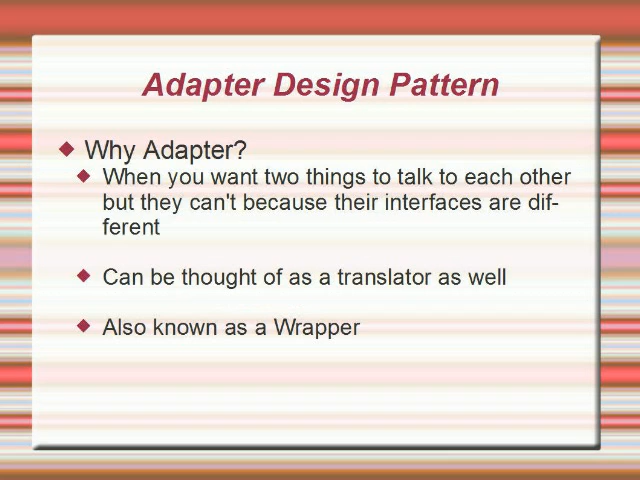 Adapter Design Pattern
Why Adapter?
When you want two things to talk to each other
but they can't because their interfaces are dif-
ferent
Can be thought of as a translator as well
Also known as a Wrapper